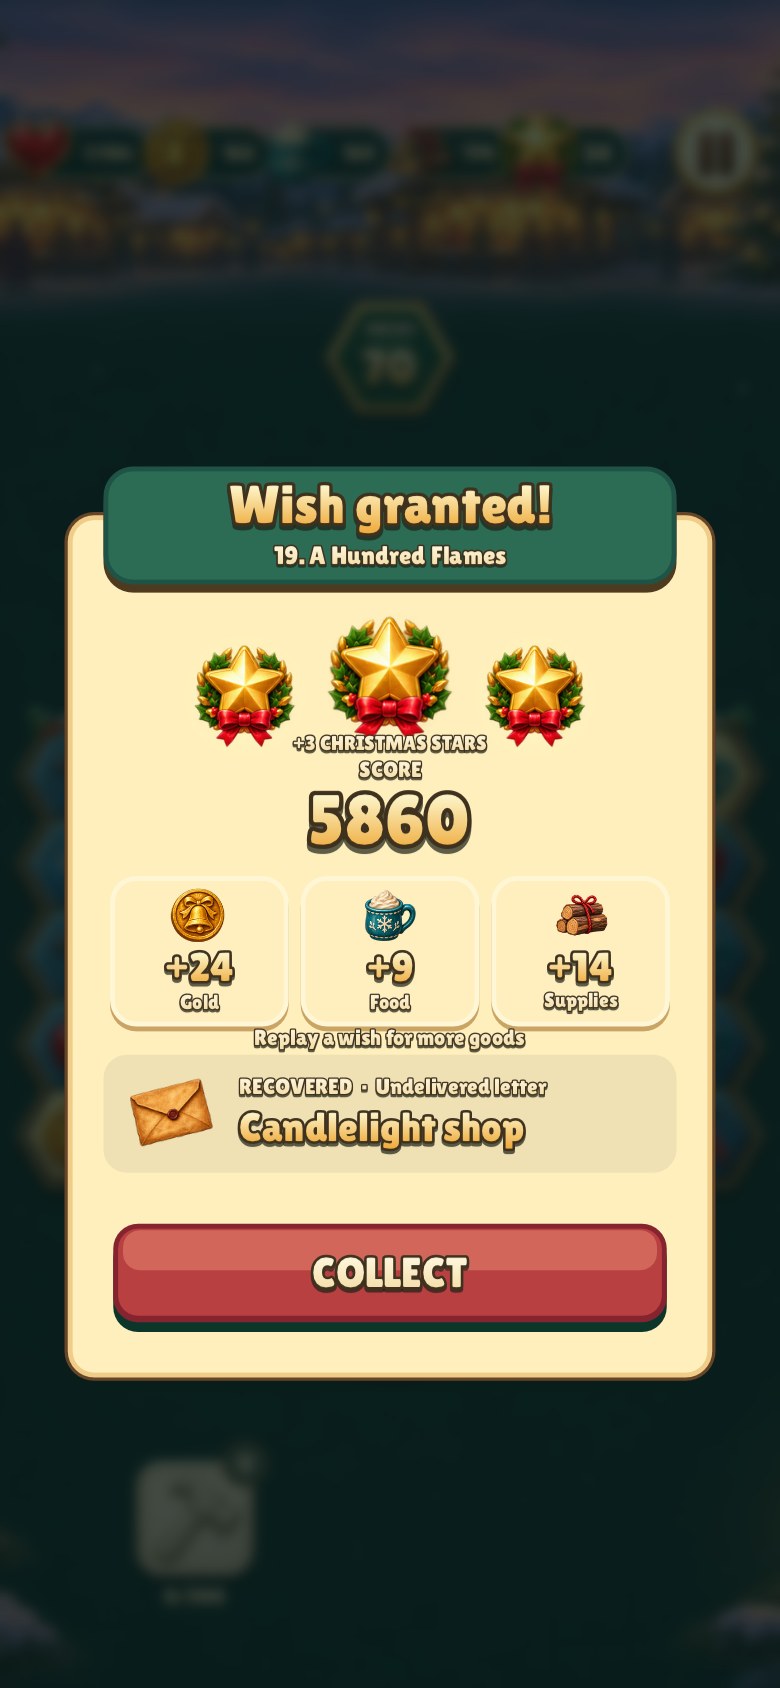 70
Wish granted!
19. A Hundred Flames
+3 CHRISTMAS STARS
SCORE
5860
+24
Gold
+9
Food
+14
Supplies
Replay a wish for more goods
RECOVERED · Undelivered letter
Candlelight shop
COLLECT